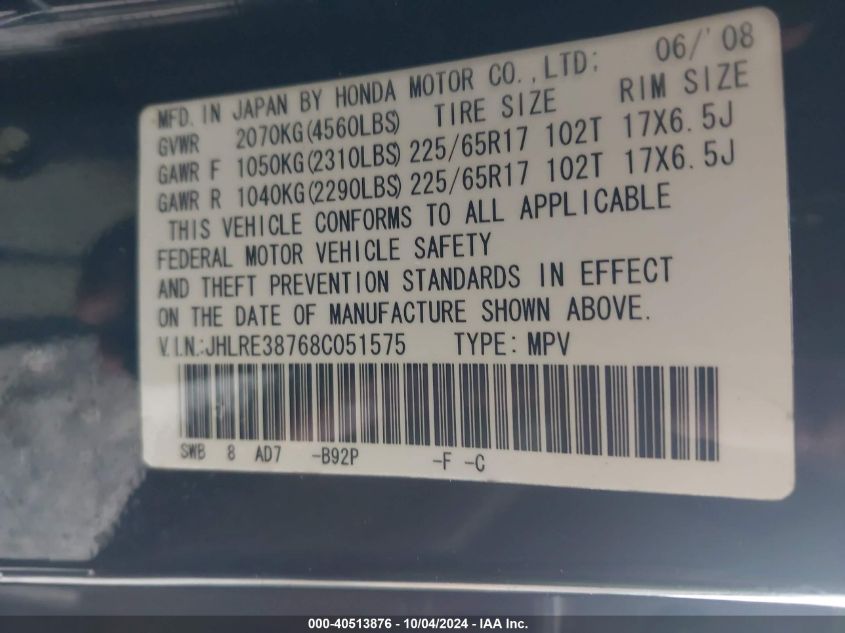 MFD. IN JAPAN BY HONDA MOTOR CO.,LTD; 06/'08
GVWR 2070KG(4560LBS) TIRE SIZE RIM SIZE
GAWR F 1050KG(2310LBS) 225/65R17 102T 17X6.5J
GAWR R 1040KG(2290LBS) 225/65R17 102T 17X6.5J
THIS VEHICLE CONFORMS TO ALL APPLICABLE
FEDERAL MOTOR VEHICLE SAFETY
AND THEFT PREVENTION STANDARDS IN EFFECT
ON THE DATE OF MANUFACTURE SHOWN ABOVE.
V.I.N.:JHLRE38768C051575 TYPE: MPV
SWB 8 AD7 -B92P -F -C
000-40513876 - 10/04/2024 - IAA Inc.